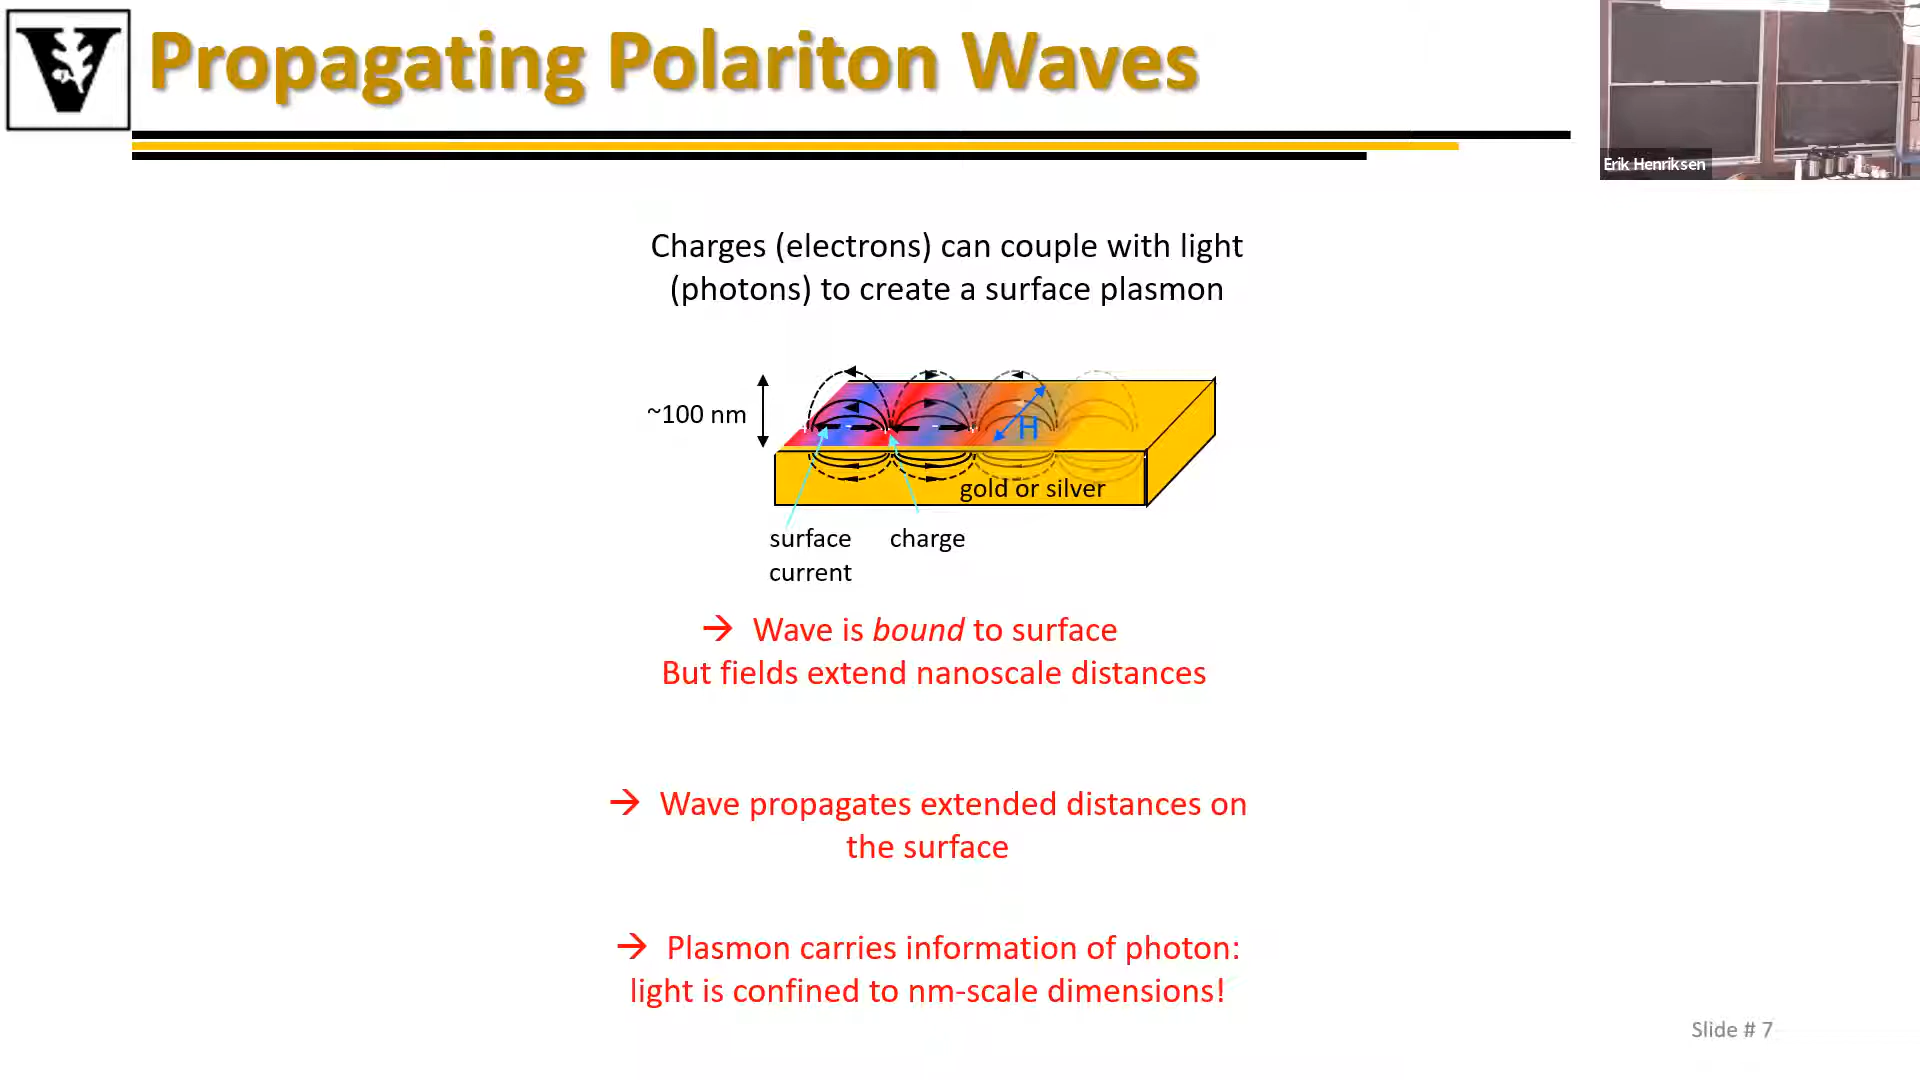 V
Propagating Polariton Waves
Erik Henriksen
Charges (electrons) can couple with light
(photons) to create a surface plasmon
~100 nm
H
gold or silver
surface
current
charge
→ Wave is bound to surface
But fields extend nanoscale distances
→ Wave propagates extended distances on
the surface
→ Plasmon carries information of photon:
light is confined to nm-scale dimensions!
Slide # 7